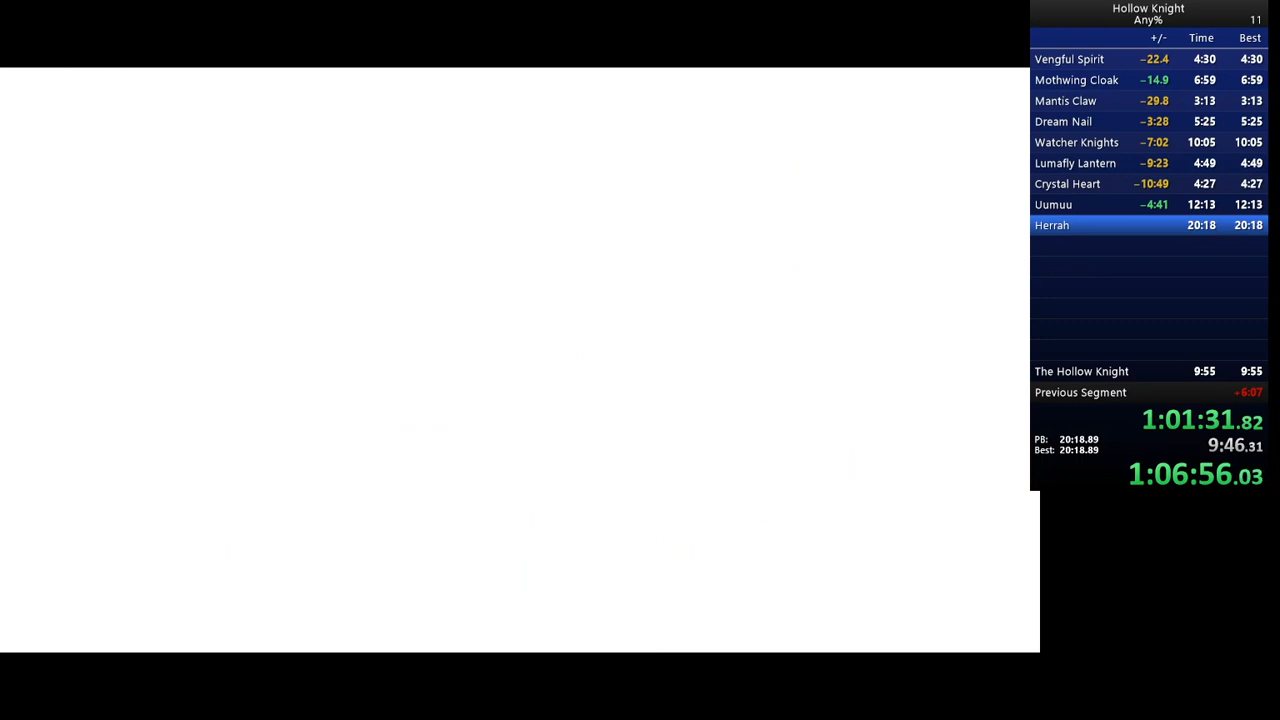 Hollow Knight
Any% 11
+/- Time Best
Vengful Spirit −22.4 4:30 4:30
Mothwing Cloak −14.9 6:59 6:59
Mantis Claw −29.8 3:13 3:13
Dream Nail −3:28 5:25 5:25
Watcher Knights −7:02 10:05 10:05
Lumafly Lantern −9:23 4:49 4:49
Crystal Heart −10:49 4:27 4:27
Uumuu −4:41 12:13 12:13
Herrah 20:18 20:18
The Hollow Knight 9:55 9:55
Previous Segment +6:07
1:01:31.82
PB: 20:18.89 9:46.31
Best: 20:18.89
1:06:56.03